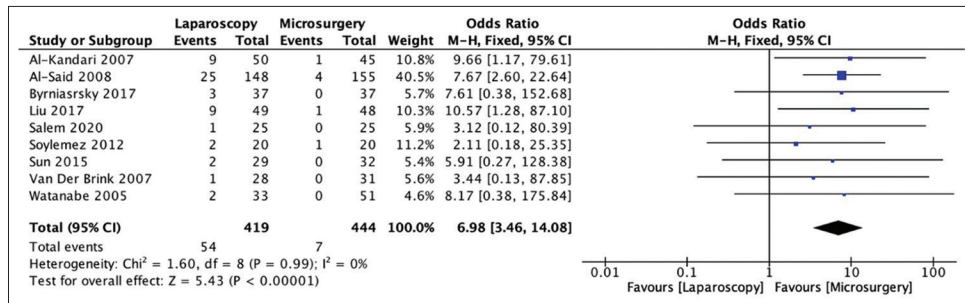 Laparoscopy Microsurgery Odds Ratio Odds Ratio
Study or Subgroup Events Total Events Total Weight M-H, Fixed, 95% CI M-H, Fixed, 95% CI
Al-Kandari 2007 9 50 1 45 10.8% 9.66 [1.17, 79.61]
Al-Said 2008 25 148 4 155 40.5% 7.67 [2.60, 22.64]
Byrniasrsky 2017 3 37 0 37 5.7% 7.61 [0.38, 152.68]
Liu 2017 9 49 1 48 10.3% 10.57 [1.28, 87.10]
Salem 2020 1 25 0 25 5.9% 3.12 [0.12, 80.39]
Soylemez 2012 2 20 1 20 11.2% 2.11 [0.18, 25.35]
Sun 2015 2 29 0 32 5.4% 5.91 [0.27, 128.38]
Van Der Brink 2007 1 28 0 31 5.6% 3.44 [0.13, 87.85]
Watanabe 2005 2 33 0 51 4.6% 8.17 [0.38, 175.84]
Total (95% CI) 419 444 100.0% 6.98 [3.46, 14.08]
Total events 54 7
Heterogeneity: Chi² = 1.60, df = 8 (P = 0.99); I² = 0%
Test for overall effect: Z = 5.43 (P < 0.00001)
0.01 0.1 1 10 100
Favours [Laparoscopy] Favours [Microsurgery]